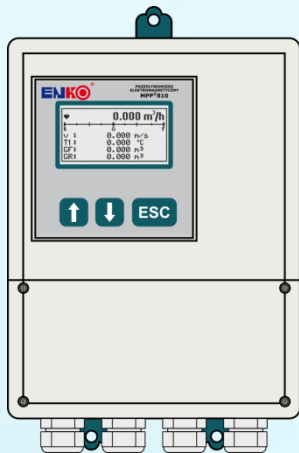 ENKO®
PRZEPŁYWOMIERZ
ELEKTROMAGNETYCZNY
MPP®810
0.000 m³/h
0
v : 0.000 m/s
T1: 0.000 °C
GF: 0.000 m³
GR: 0.000 m³
ESC